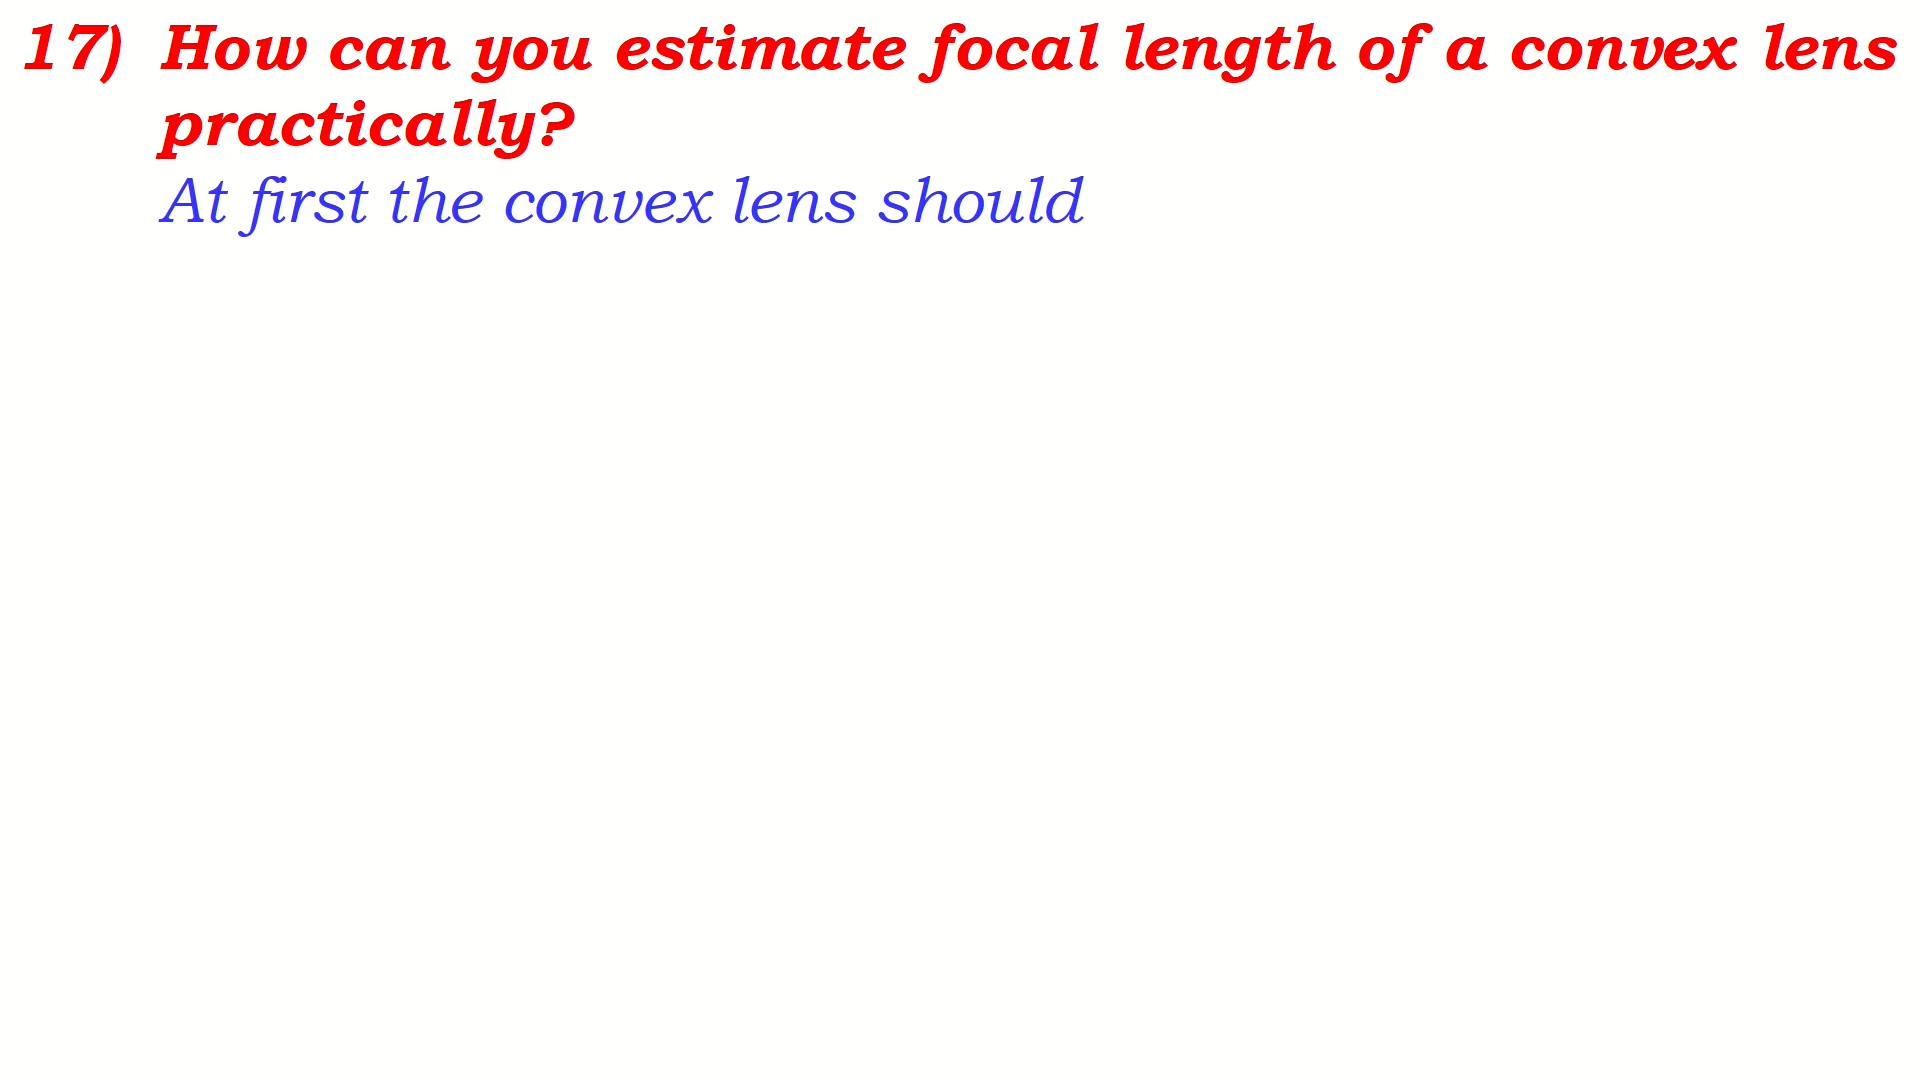 17) How can you estimate focal length of a convex lens
practically?
At first the convex lens should